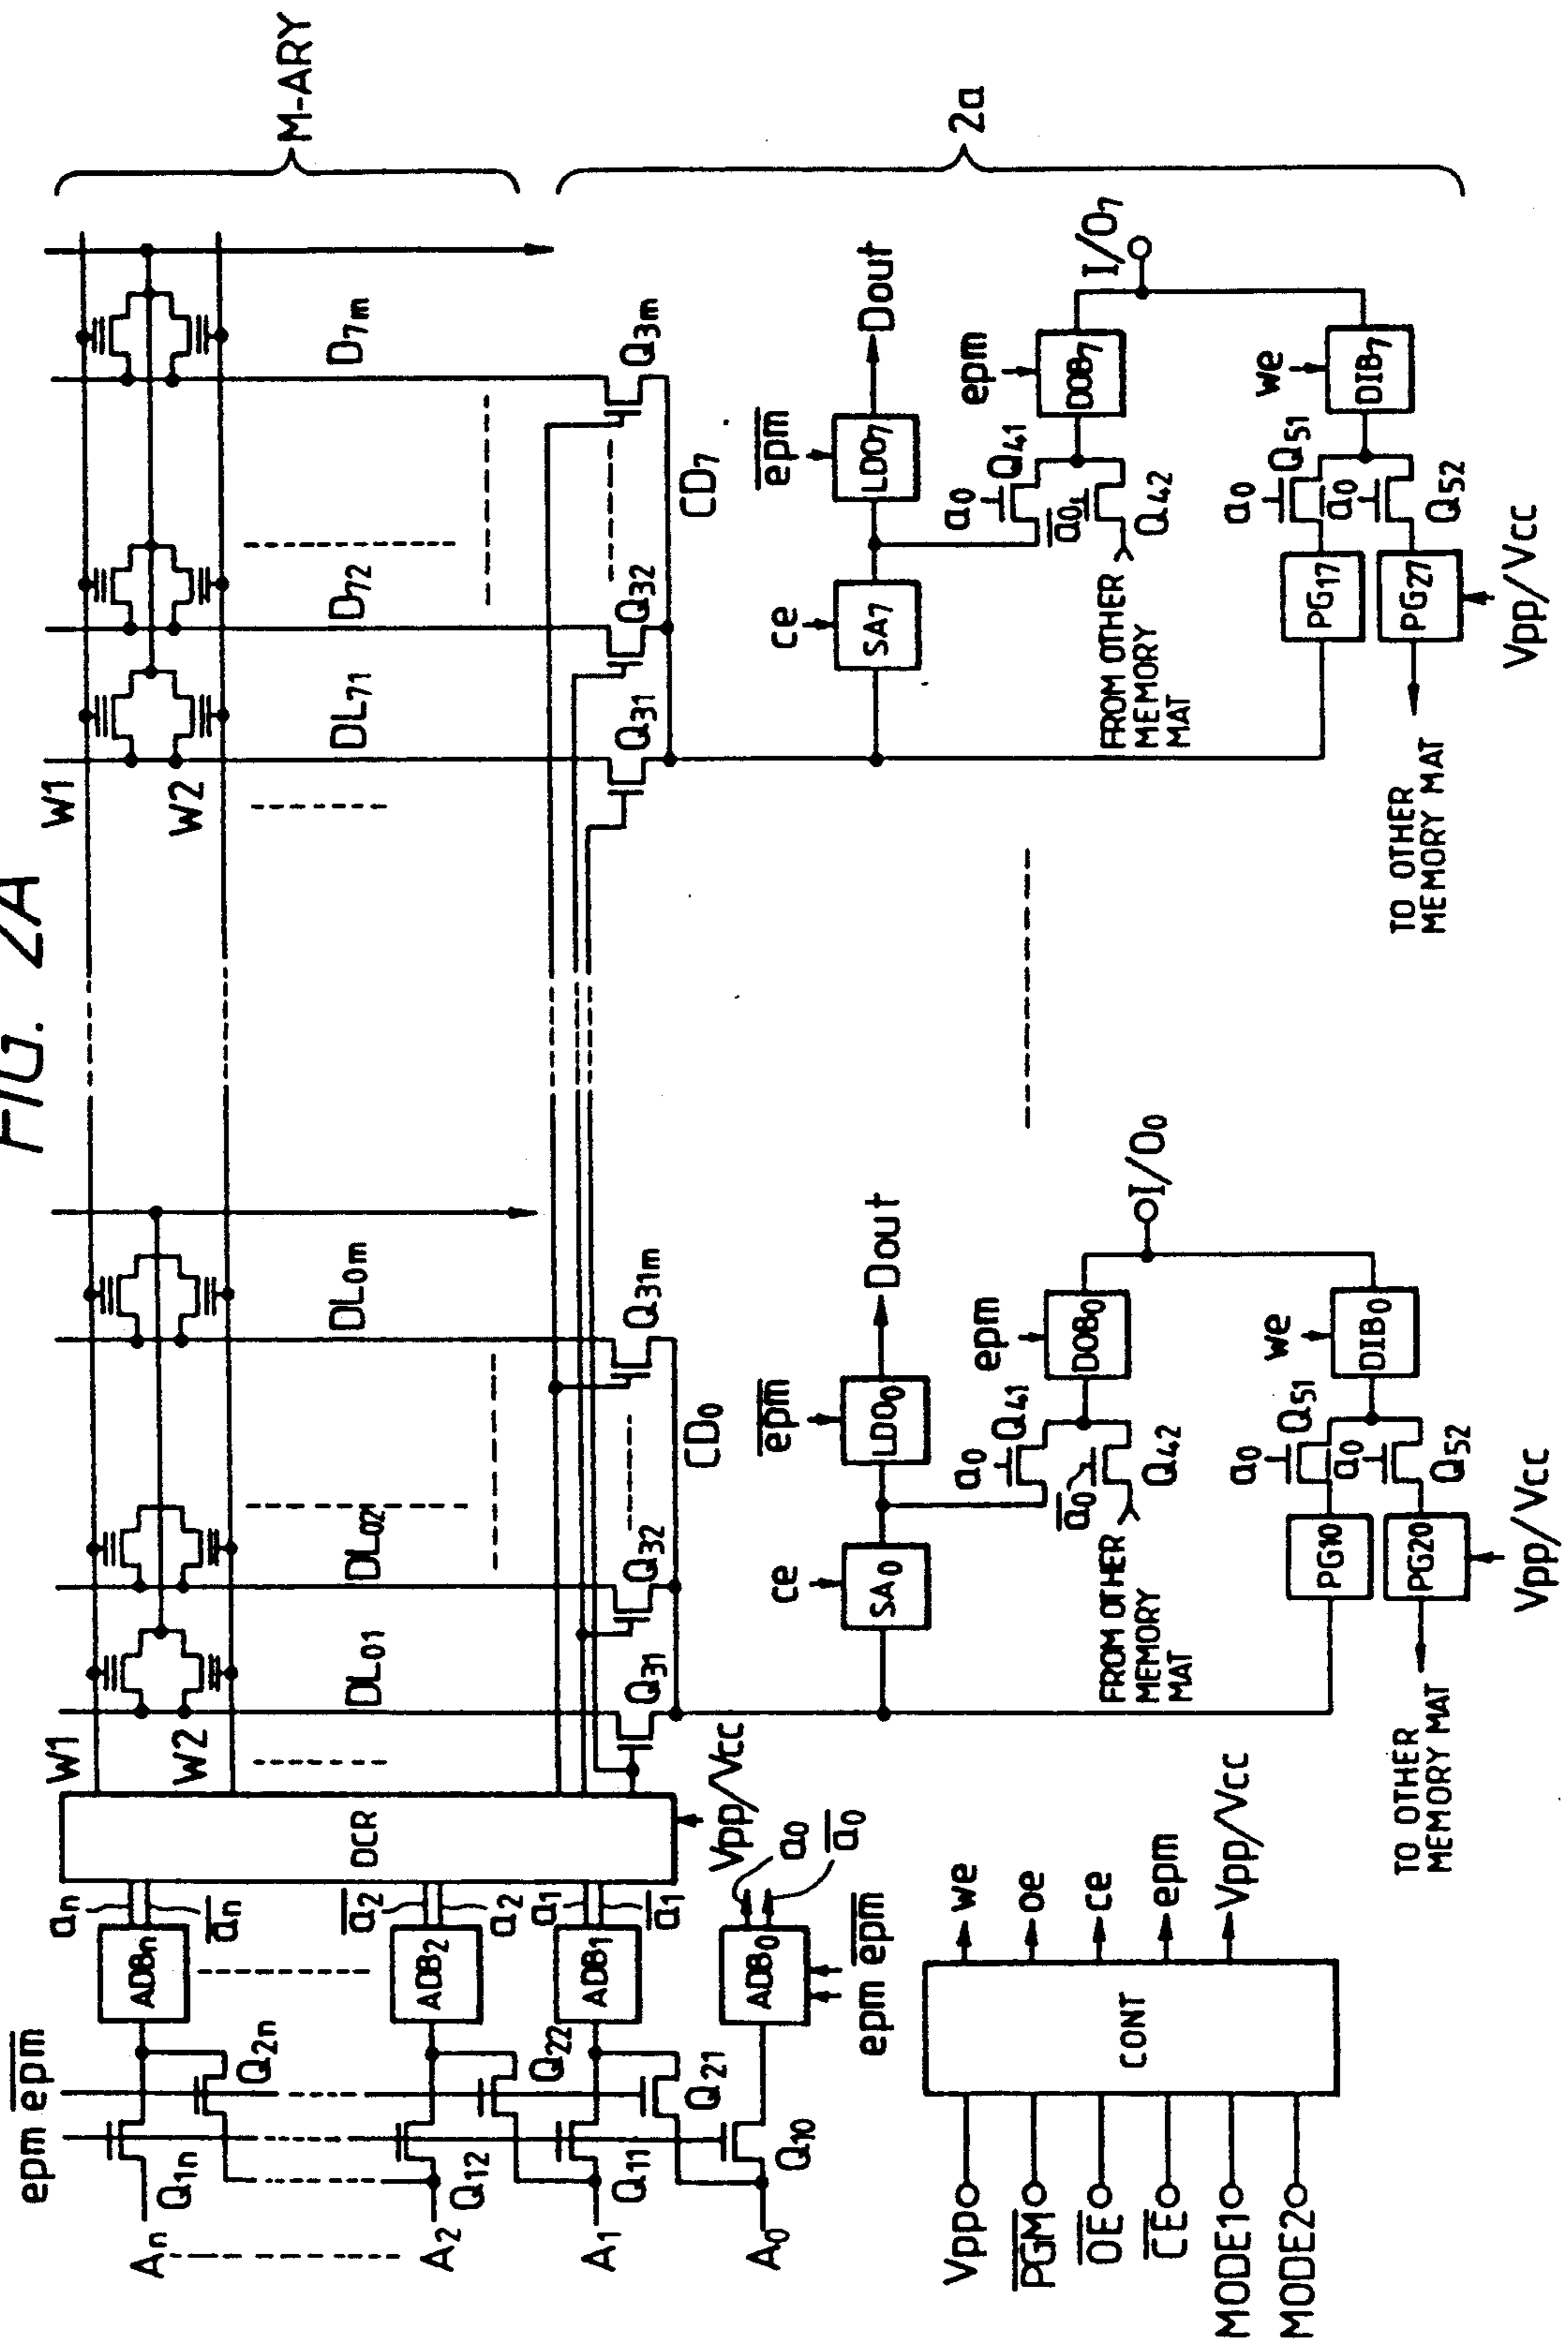 FIG. 2A
M-ARY
2a
epm epm
An
A2
A1
A0
Q1n
Q2n
Q12
Q22
Q11
Q21
Q10
ADBn
ADB2
ADB1
ADB0
epm epm
an
an
a2
a2
a1
a1
a0
a0
DCR
Vpp/Vcc
W1
W2
DL01
DL02
DL0m
Q31
Q32
Q31m
CD0
W1
W2
DL71
D72
D7m
Q31
Q32
Q3m
CD7
ce
SA0
epm
LDO0
Dout
a0
Q41
a0
Q42
epm
DOB0
FROM OTHER
MEMORY
MAT
I/O0
we
DIB0
a0
Q51
a0
Q52
PG10
PG20
Vpp/Vcc
TO OTHER
MEMORY MAT
ce
SA7
epm
LDO7
Dout
a0
Q41
a0
Q42
epm
DOB7
FROM OTHER
MEMORY
MAT
I/O7
we
DIB7
a0
Q51
a0
Q52
PG17
PG27
Vpp/Vcc
TO OTHER
MEMORY MAT
Vpp
PGM
OE
CE
MODE1
MODE2
CONT
we
oe
ce
epm
Vpp/Vcc